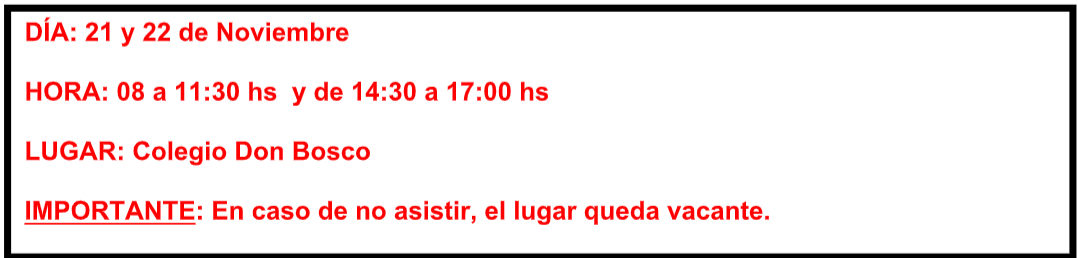 DÍA: 21 y 22 de Noviembre
HORA: 08 a 11:30 hs  y de 14:30 a 17:00 hs
LUGAR: Colegio Don Bosco
IMPORTANTE: En caso de no asistir, el lugar queda vacante.